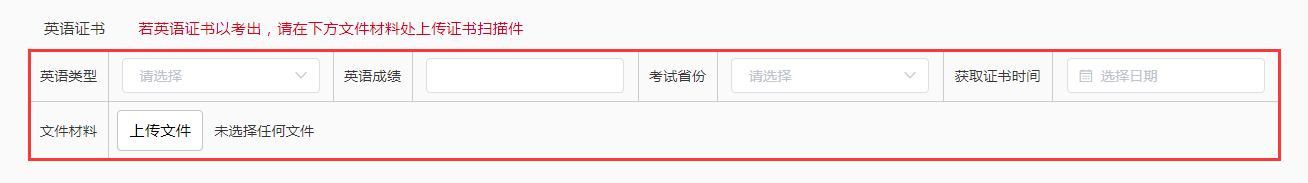 英语证书 若英语证书以考出，请在下方文件材料处上传证书扫描件
英语类型 请选择 英语成绩 考试省份 请选择 获取证书时间 选择日期
文件材料 上传文件 未选择任何文件